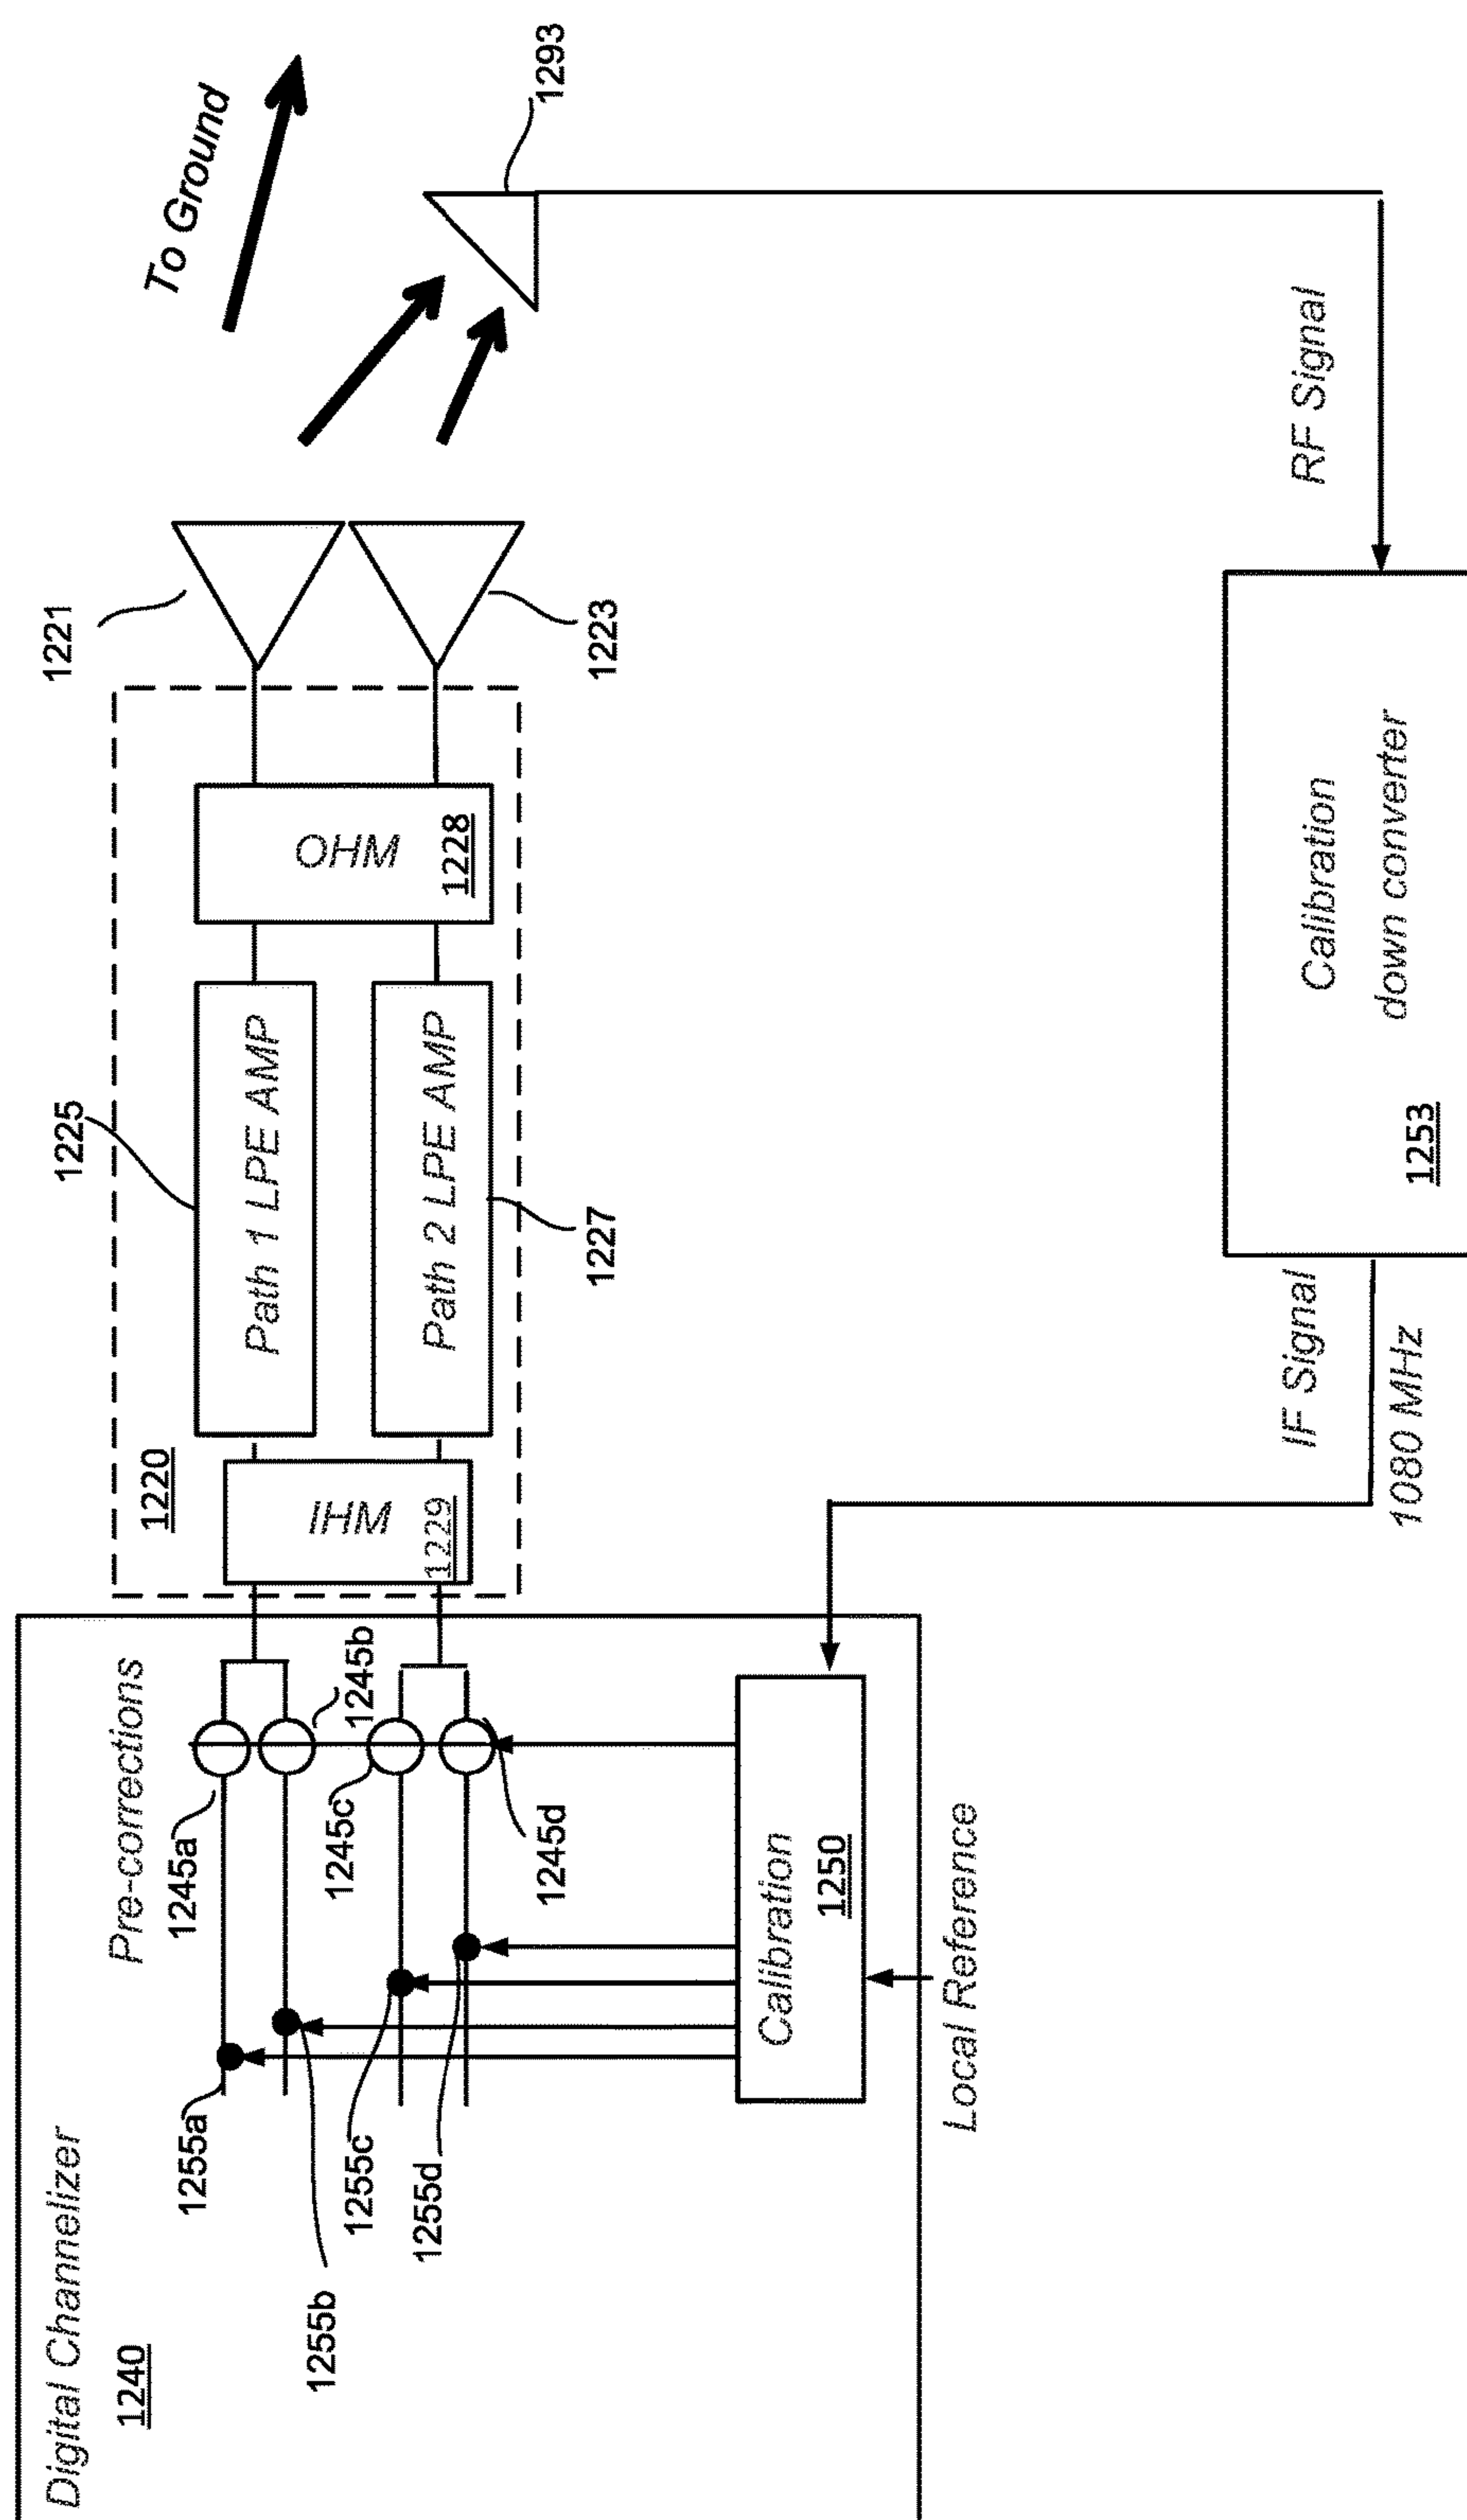 Digital Channelizer
1240
Pre-corrections
1245a
1245b
1245c
1245d
1255a
1255b
1255c
1255d
Calibration
1250
Local Reference
1220
IHM
1229
1225
Path 1 LPE AMP
Path 2 LPE AMP
1227
OHM
1228
1221
1223
To Ground
1293
RF Signal
Calibration
down converter
1253
IF Signal
1080 MHz